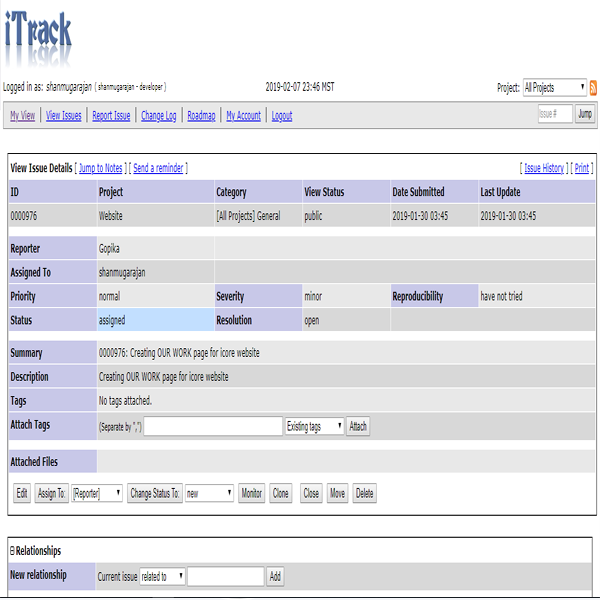 iTrack
Logged in as: shanmugarajan ( shanmugarajan - developer ) 2019-02-07 23:46 MST Project: All Projects
My View | View Issues | Report Issue | Change Log | Roadmap | My Account | Logout Issue # Jump
View Issue Details [ Jump to Notes ] [ Send a reminder ] [ Issue History ] [ Print ]
ID Project Category View Status Date Submitted Last Update
0000976 Website [All Projects] General public 2019-01-30 03:45 2019-01-30 03:45
Reporter Gopika
Assigned To shanmugarajan
Priority normal Severity minor Reproducibility have not tried
Status assigned Resolution open
Summary 0000976: Creating OUR WORK page for icore website
Description Creating OUR WORK page for icore website
Tags No tags attached.
Attach Tags (Separate by ",") Existing tags Attach
Attached Files
Edit Assign To: [Reporter] Change Status To: new Monitor Clone Close Move Delete
Relationships
New relationship Current issue related to Add